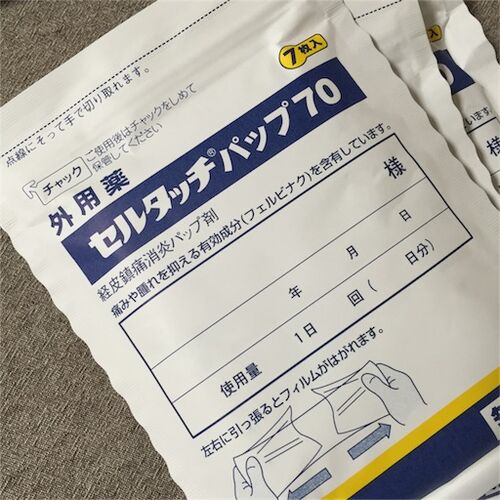 7枚入
点線にそって手で切り取れます。
チャック
ご使用後はチャックをしめて
保管してください
外用薬
セルタッチ®パップ70
経皮鎮痛消炎パップ剤
痛みや腫れを抑える有効成分(フェルビナク)を含有しています。
様
年 月 日
使用量 1日 回( 日分)
左右に引っ張るとフィルムがはがれます。